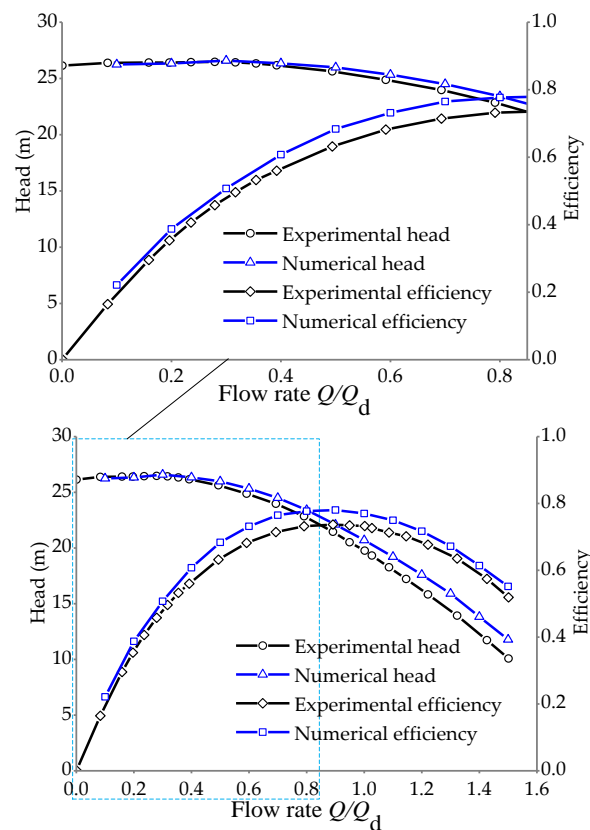 30
25
20
15
10
5
0
Head (m)
1.0
0.8
0.6
0.4
0.2
0.0
Efficiency
Experimental head
Numerical head
Experimental efficiency
Numerical efficiency
0.0 0.2 0.4 0.6 0.8
Flow rate Q/Qd
30
25
20
15
10
5
0
Head (m)
1.0
0.8
0.6
0.4
0.2
0.0
Efficiency
Experimental head
Numerical head
Experimental efficiency
Numerical efficiency
0.0 0.2 0.4 0.6 0.8 1.0 1.2 1.4 1.6
Flow rate Q/Qd